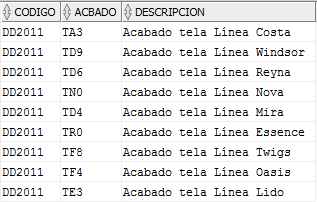 CODIGO ACBADO DESCRIPCION
DD2011 TA3 Acabado tela Línea Costa
DD2011 TD9 Acabado tela Línea Windsor
DD2011 TD6 Acabado tela Línea Reyna
DD2011 TN0 Acabado tela Línea Nova
DD2011 TD4 Acabado tela Línea Mira
DD2011 TR0 Acabado tela Línea Essence
DD2011 TF8 Acabado tela Línea Twigs
DD2011 TF4 Acabado tela Línea Oasis
DD2011 TE3 Acabado tela Línea Lido